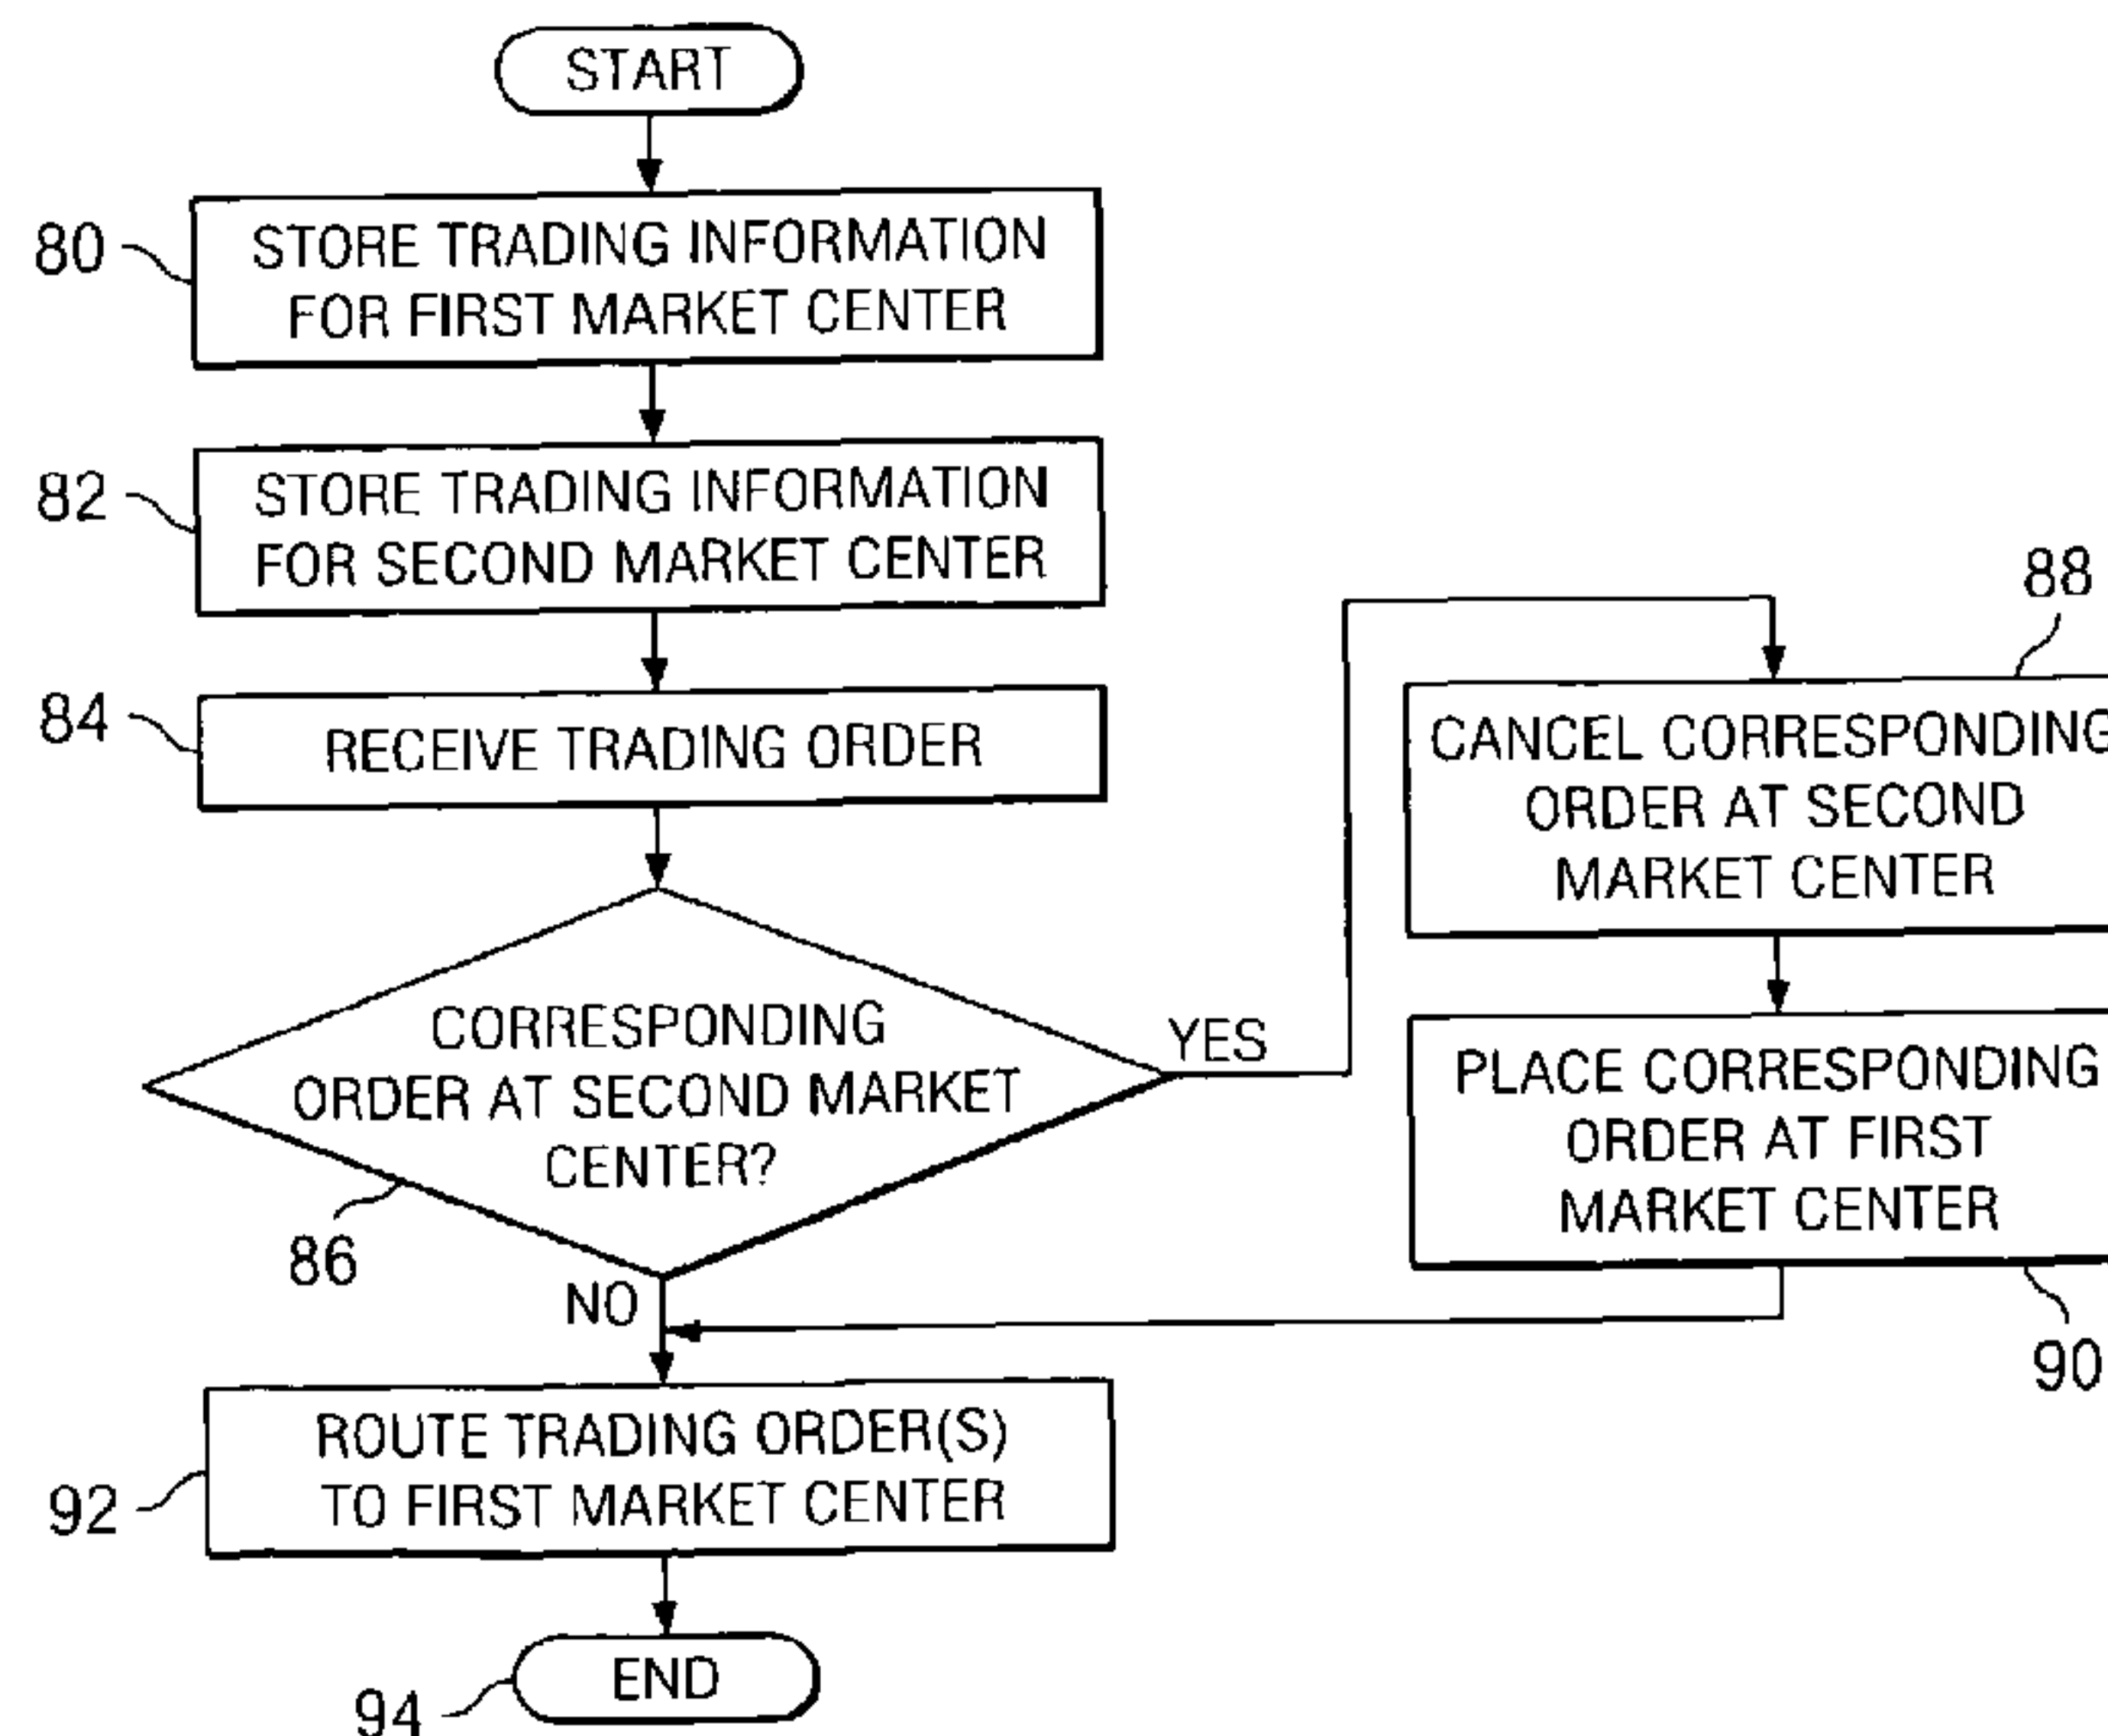 START
80
STORE TRADING INFORMATION
FOR FIRST MARKET CENTER
82
STORE TRADING INFORMATION
FOR SECOND MARKET CENTER
84
RECEIVE TRADING ORDER
CORRESPONDING
ORDER AT SECOND MARKET
CENTER?
86
YES
NO
88
CANCEL CORRESPONDING
ORDER AT SECOND
MARKET CENTER
PLACE CORRESPONDING
ORDER AT FIRST
MARKET CENTER
90
92
ROUTE TRADING ORDER(S)
TO FIRST MARKET CENTER
94
END